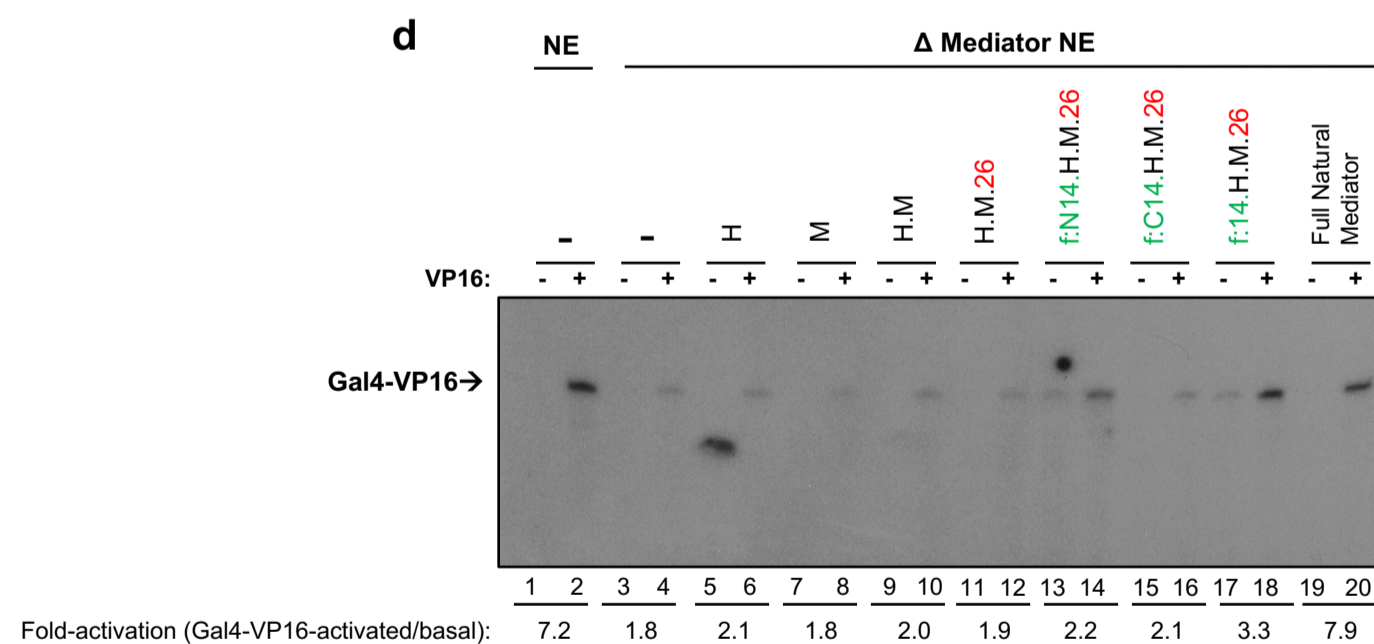 d
NE
Δ Mediator NE
- - H M H.M H.M.26 f:N14.H.M.26 f:C14.H.M.26 f:14.H.M.26 Full Natural
Mediator
VP16: - + - + - + - + - + - + - + - + - + - +
Gal4-VP16→
1 2 3 4 5 6 7 8 9 10 11 12 13 14 15 16 17 18 19 20
Fold-activation (Gal4-VP16-activated/basal): 7.2 1.8 2.1 1.8 2.0 1.9 2.2 2.1 3.3 7.9